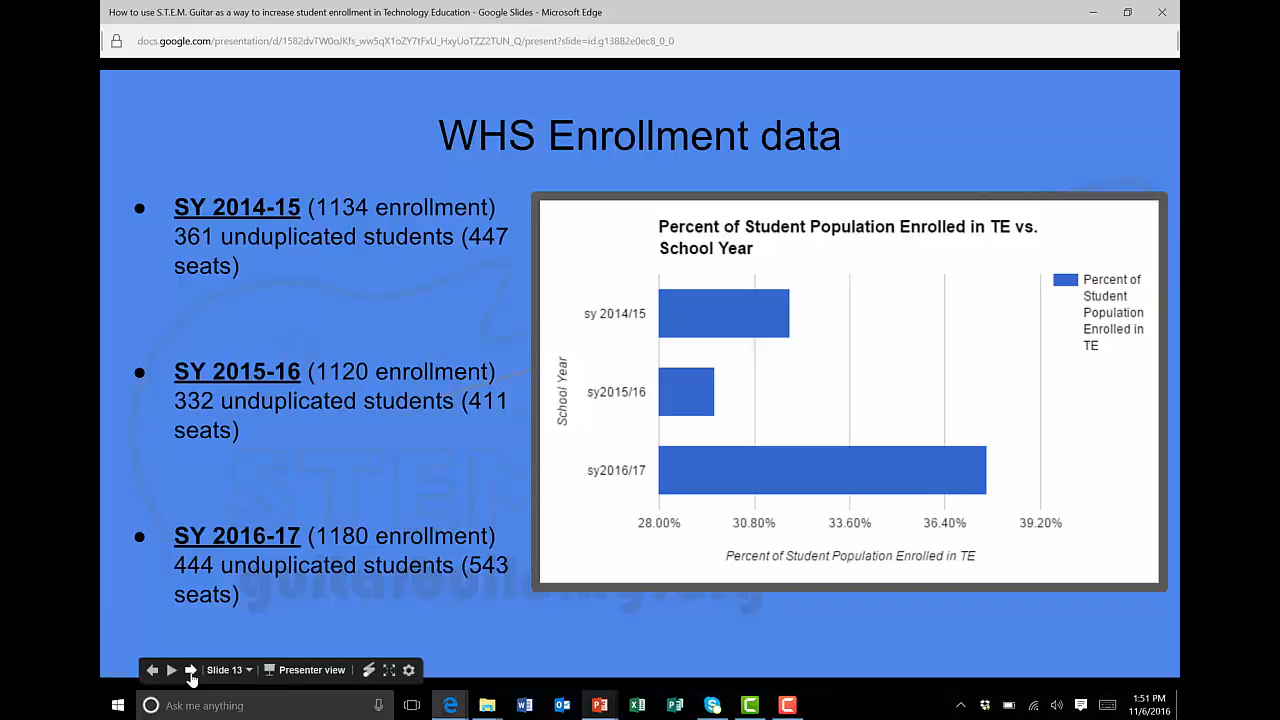 How to use S.T.E.M. Guitar as a way to increase student enrollment in Technology Education - Google Slides - Microsoft Edge
docs.google.com/presentation/d/1582dvTW0oJKfs_ww5qX1oZY7tFxU_HxyUoTZZ2TUN_Q/present?slide=id.g13882e0ec8_0_0
WHS Enrollment data
● SY 2014-15 (1134 enrollment)
361 unduplicated students (447
seats)
● SY 2015-16 (1120 enrollment)
332 unduplicated students (411
seats)
● SY 2016-17 (1180 enrollment)
444 unduplicated students (543
seats)
Percent of Student Population Enrolled in TE vs.
School Year
Percent of
Student
Population
Enrolled in
TE
School Year
sy 2014/15
sy2015/16
sy2016/17
28.00% 30.80% 33.60% 36.40% 39.20%
Percent of Student Population Enrolled in TE
STEM
Slide 13 Presenter view
Ask me anything
1:51 PM
11/6/2016